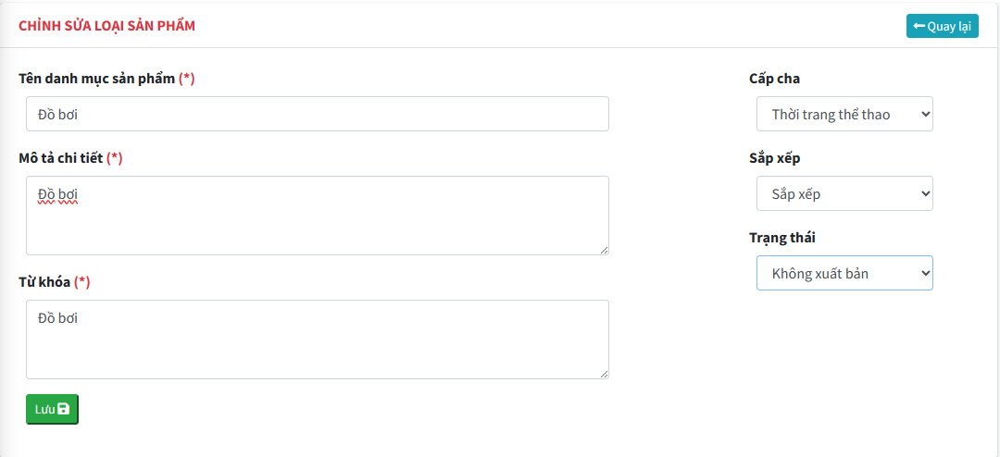 CHỈNH SỬA LOẠI SẢN PHẨM
Quay lại
Tên danh mục sản phẩm (*)
Đồ bơi
Mô tả chi tiết (*)
Đồ bơi
Từ khóa (*)
Đồ bơi
Lưu
Cấp cha
Thời trang thể thao
Sắp xếp
Sắp xếp
Trạng thái
Không xuất bản